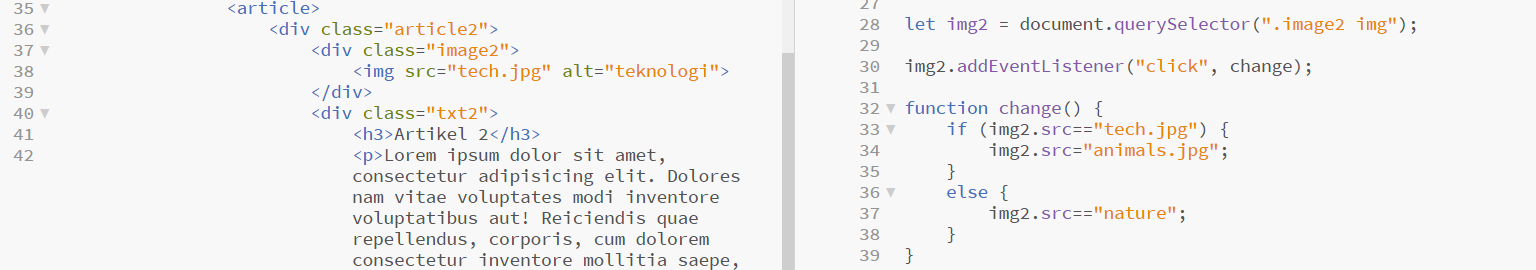 35 <article>
36 <div class="article2">
37 <div class="image2">
38 <img src="tech.jpg" alt="teknologi">
39 </div>
40 <div class="txt2">
41 <h3>Artikel 2</h3>
42 <p>Lorem ipsum dolor sit amet,
consectetur adipisicing elit. Dolores
nam vitae voluptates modi inventore
voluptatibus aut! Reiciendis quae
repellendus, corporis, cum dolorem
consectetur inventore mollitia saepe,
27
28 let img2 = document.querySelector(".image2 img");
29
30 img2.addEventListener("click", change);
31
32 function change() {
33 if (img2.src=="tech.jpg") {
34 img2.src="animals.jpg";
35 }
36 else {
37 img2.src=="nature";
38 }
39 }